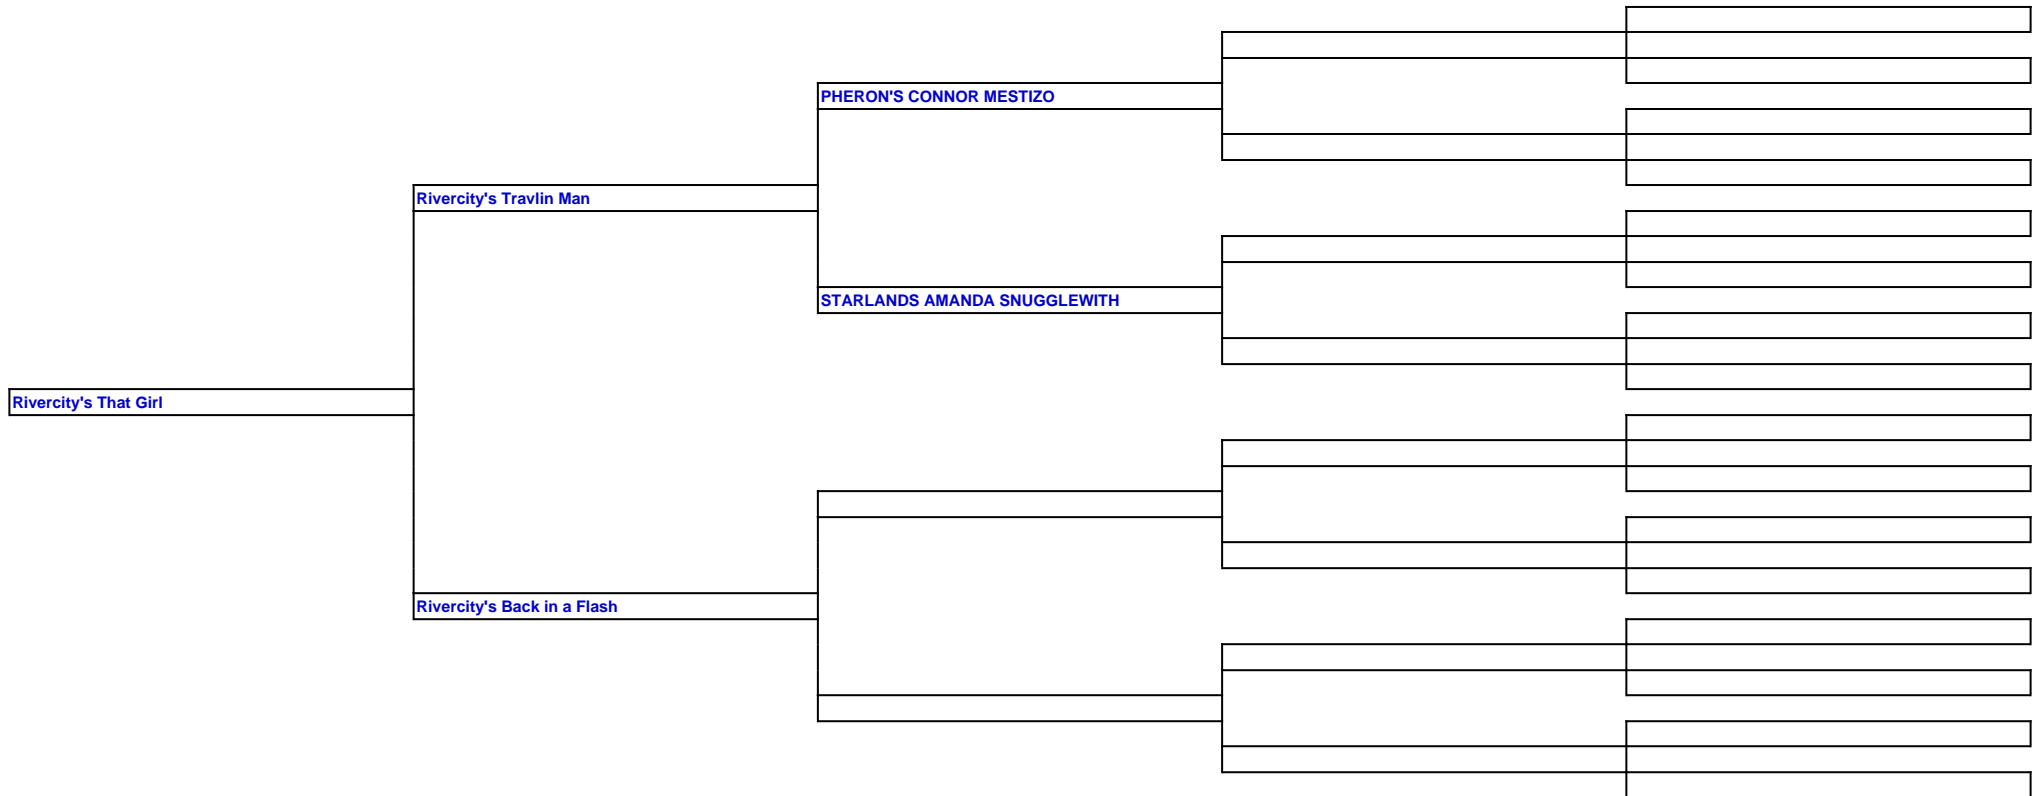 PHERON'S CONNOR MESTIZO
Rivercity's Travlin Man
STARLANDS AMANDA SNUGGLEWITH
Rivercity's That Girl
Rivercity's Back in a Flash